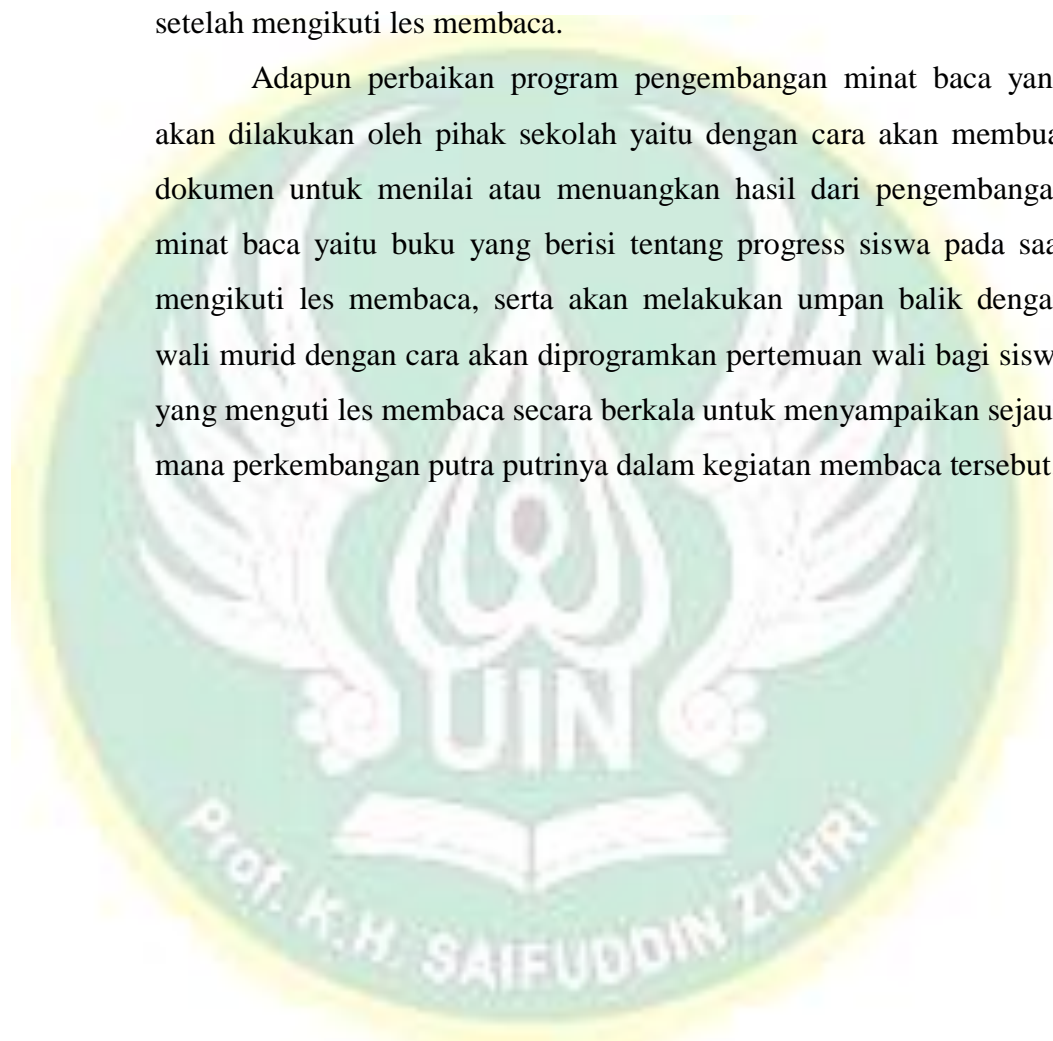 setelah mengikuti les membaca.
Adapun perbaikan program pengembangan minat baca yan
akan dilakukan oleh pihak sekolah yaitu dengan cara akan membua
dokumen untuk menilai atau menuangkan hasil dari pengembanga
minat baca yaitu buku yang berisi tentang progress siswa pada saa
mengikuti les membaca, serta akan melakukan umpan balik denga
wali murid dengan cara akan diprogramkan pertemuan wali bagi sisw
yang menguti les membaca secara berkala untuk menyampaikan sejau
mana perkembangan putra putrinya dalam kegiatan membaca tersebut
UIN
Prof. K.H. SAIFUDDIN ZUHRI